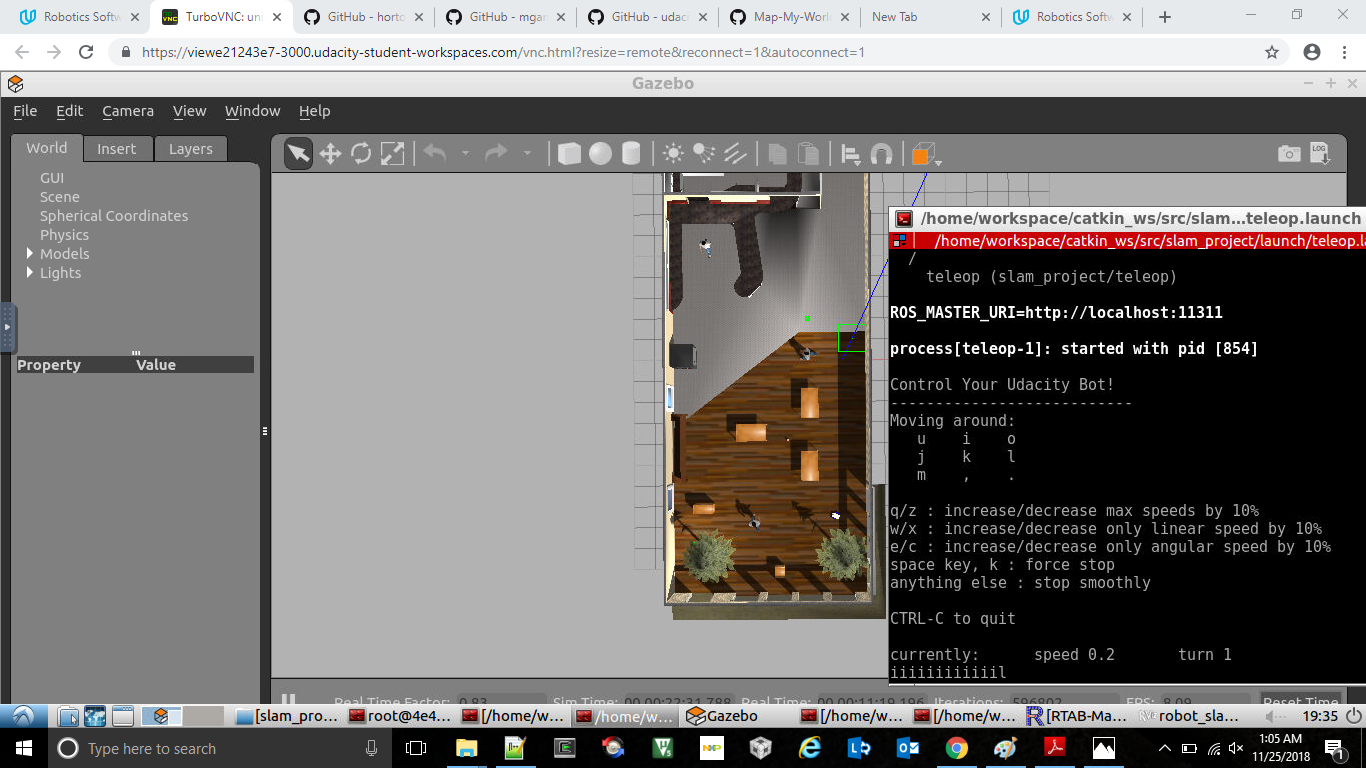 Robotics Softw
TurboVNC: un
GitHub - horto
GitHub - mgan
GitHub - udac
Map-My-Worl
New Tab
Robotics Softw
https://viewe21243e7-3000.udacity-student-workspaces.com/vnc.html?resize=remote&reconnect=1&autoconnect=1
Gazebo
File Edit Camera View Window Help
World Insert Layers
LOG
GUI
Scene
Spherical Coordinates
Physics
Models
Lights
Property Value
/home/workspace/catkin_ws/src/slam...teleop.launch
/home/workspace/catkin_ws/src/slam_project/launch/teleop.la
/
teleop (slam_project/teleop)
ROS_MASTER_URI=http://localhost:11311
process[teleop-1]: started with pid [854]
Control Your Udacity Bot!
---------------------------
Moving around:
u i o
j k l
m , .
q/z : increase/decrease max speeds by 10%
w/x : increase/decrease only linear speed by 10%
e/c : increase/decrease only angular speed by 10%
space key, k : force stop
anything else : stop smoothly
CTRL-C to quit
currently: speed 0.2 turn 1
iiiiiiiiiiiil
Real Time Factor: 0.83 Sim Time: 00 00:22:31.788 Real Time: 00 00:11:19.196 Iterations: 586802 FPS: 8.09 Reset Time
[slam_pro...
root@4e4...
[/home/w...
/home/w...
Gazebo
[/home/w...
[/home/w...
[RTAB-Ma...
robot_sla...
19:35
Type here to search
1:05 AM
11/25/2018
1